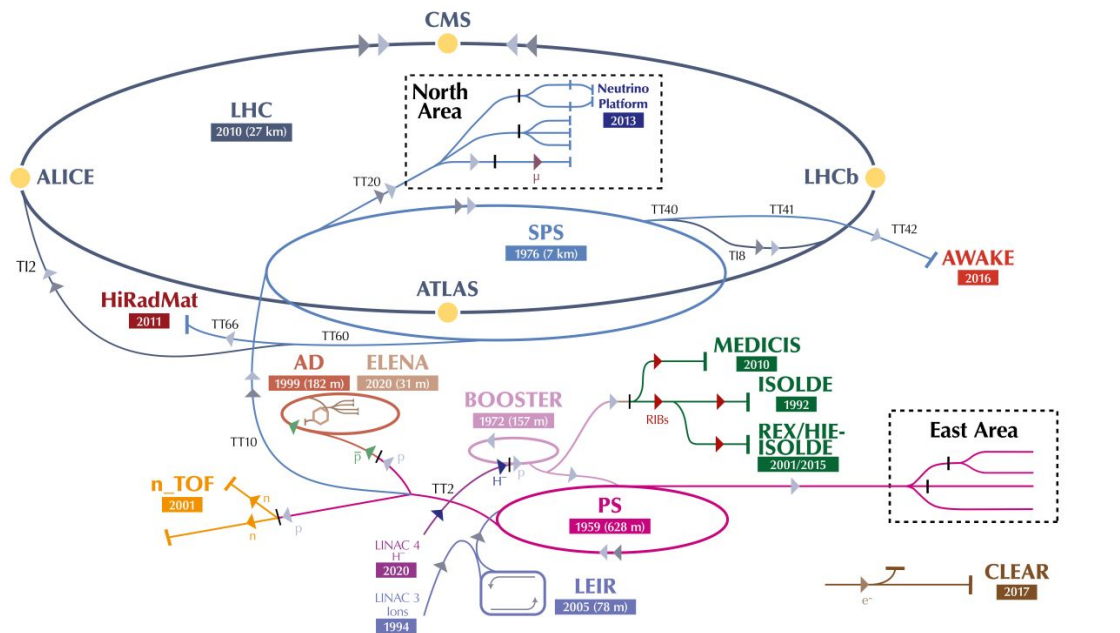 CMS
North
Area
Neutrino
Platform
2013
LHC
2010 (27 km)
ALICE
LHCb
μ
TT20
TT40
TT41
TT42
SPS
1976 (7 km)
TI8
AWAKE
2016
TI2
ATLAS
HiRadMat
2011
TT66
TT60
AD
1999 (182 m)
ELENA
2020 (31 m)
MEDICIS
2010
BOOSTER
1972 (157 m)
ISOLDE
1992
RIBs
REX/HIE-
ISOLDE
2001/2015
East Area
TT10
p̅
p
H⁻
p
TT2
n_TOF
2001
n
n
p
PS
1959 (628 m)
LINAC 4
H⁻
2020
LINAC 3
Ions
1994
LEIR
2005 (78 m)
CLEAR
2017
e⁻